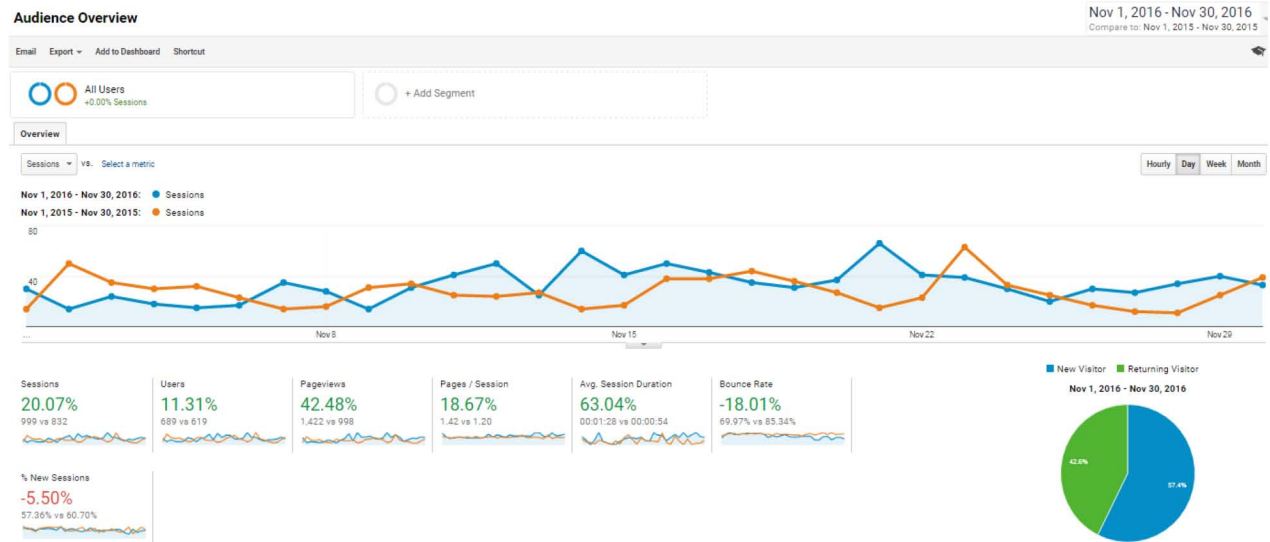 Audience Overview
Nov 1, 2016 - Nov 30, 2016
Compare to: Nov 1, 2015 - Nov 30, 2015
Email Export Add to Dashboard Shortcut
All Users
+0.00% Sessions
+ Add Segment
Overview
Sessions vs. Select a metric
Hourly Day Week Month
Nov 1, 2016 - Nov 30, 2016: Sessions
Nov 1, 2015 - Nov 30, 2015: Sessions
80
40
... Nov 8 Nov 15 Nov 22 Nov 29
New Visitor Returning Visitor
Nov 1, 2016 - Nov 30, 2016
42.6%
57.4%
Sessions
20.07%
999 vs 832
Users
11.31%
689 vs 619
Pageviews
42.48%
1,422 vs 998
Pages / Session
18.67%
1.42 vs 1.20
Avg. Session Duration
63.04%
00:01:28 vs 00:00:54
Bounce Rate
-18.01%
69.97% vs 85.34%
% New Sessions
-5.50%
57.36% vs 60.70%